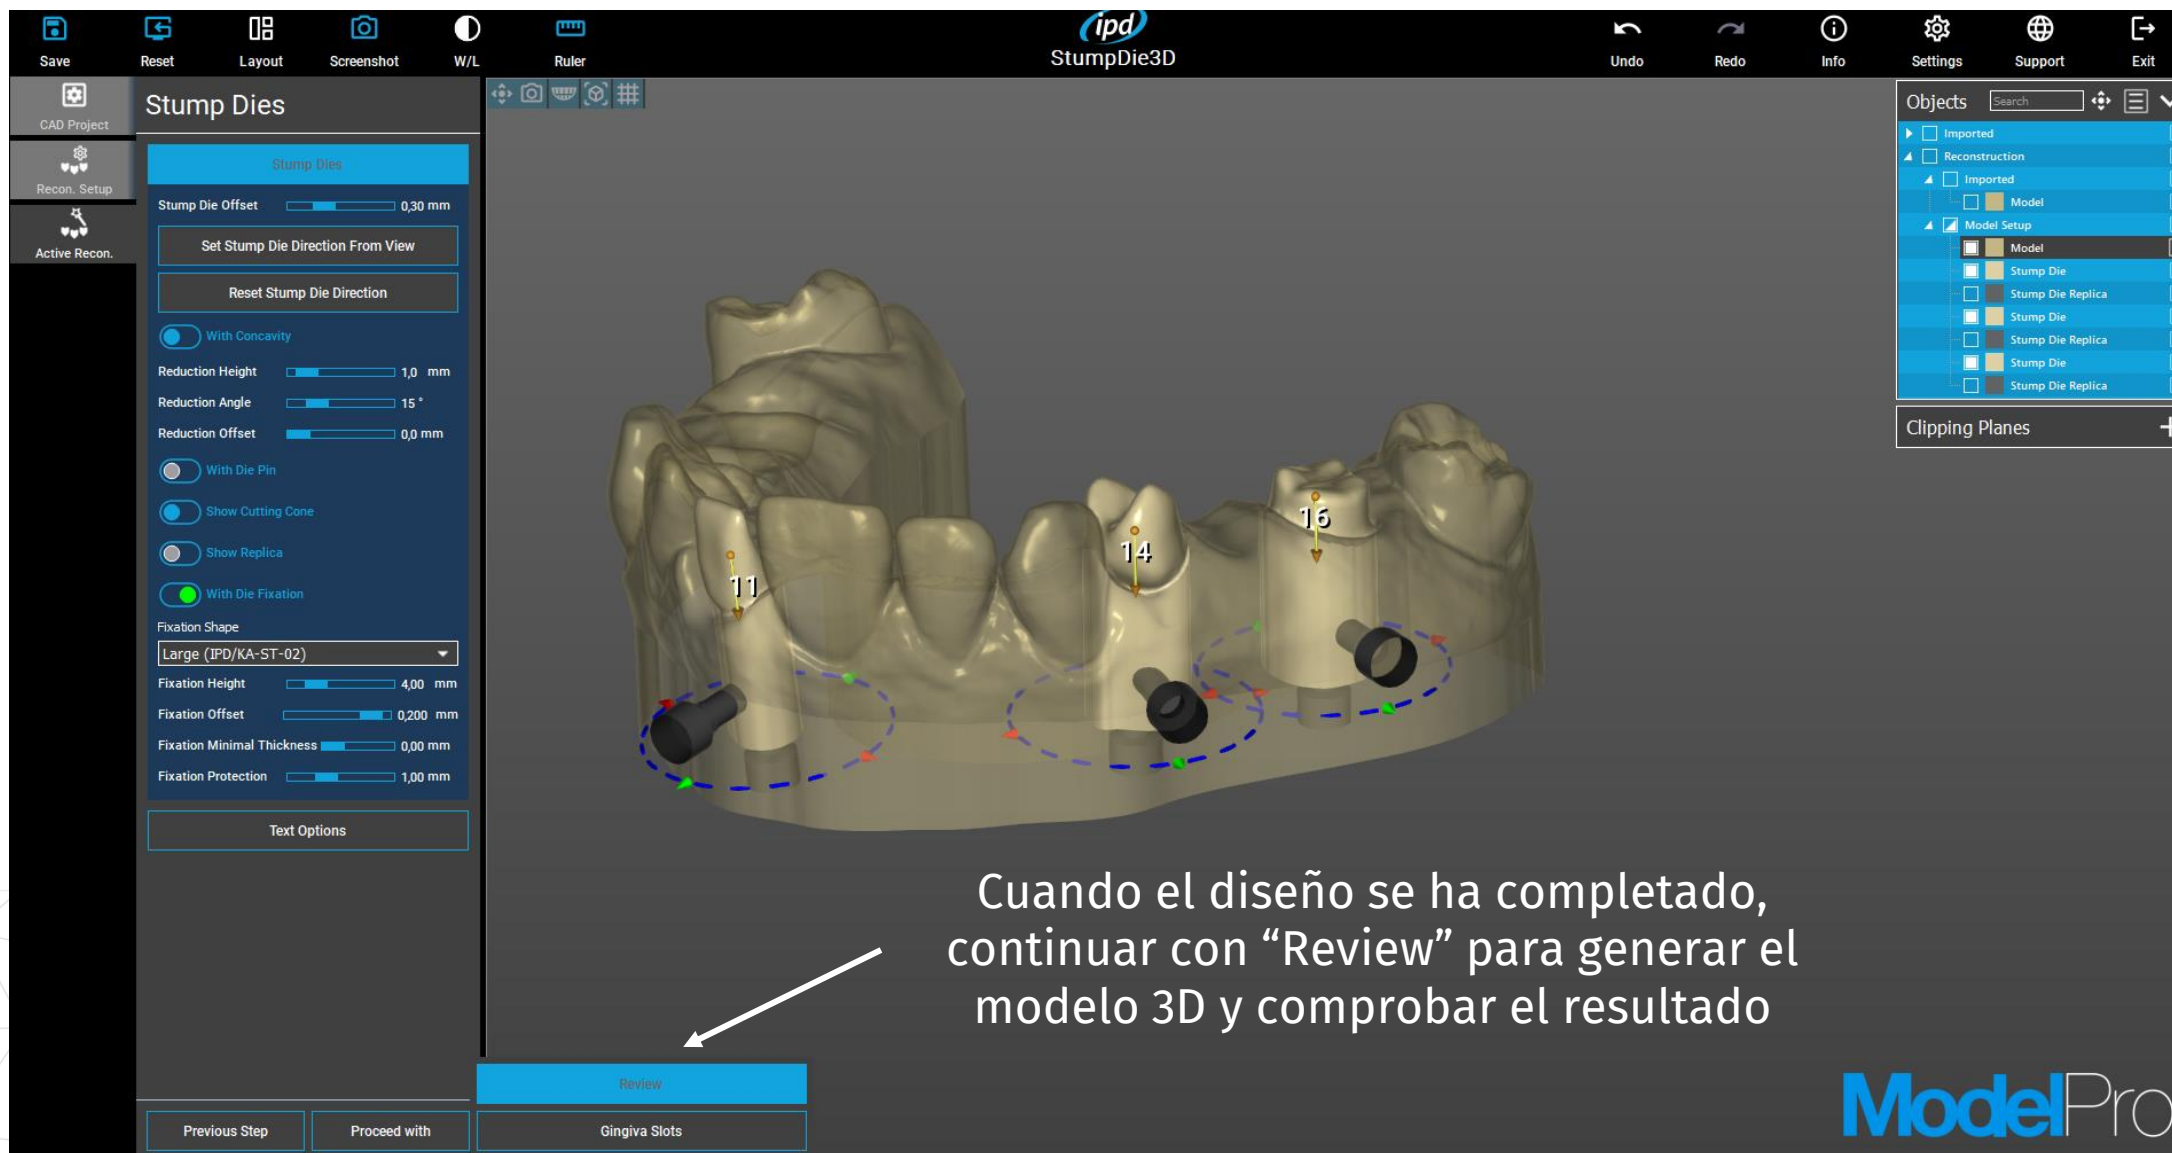 Save
Reset
Layout
Screenshot
W/L
Ruler
ipd
StumpDie3D
Undo
Redo
Info
Settings
Support
Exit
CAD Project
Recon. Setup
Active Recon.
Stump Dies
Stump Dies
Stump Die Offset 0,30 mm
Set Stump Die Direction From View
Reset Stump Die Direction
With Concavity
Reduction Height 1,0 mm
Reduction Angle 15 °
Reduction Offset 0,0 mm
With Die Pin
Show Cutting Cone
Show Replica
With Die Fixation
Fixation Shape
Large (IPD/KA-ST-02)
Fixation Height 4,00 mm
Fixation Offset 0,200 mm
Fixation Minimal Thickness 0,00 mm
Fixation Protection 1,00 mm
Text Options
11
14
16
Objects Search
Imported
Reconstruction
Imported
Model
Model Setup
Model
Stump Die
Stump Die Replica
Stump Die
Stump Die Replica
Stump Die
Stump Die Replica
Clipping Planes
Cuando el diseño se ha completado,
continuar con “Review” para generar el
modelo 3D y comprobar el resultado
Review
Previous Step
Proceed with
Gingiva Slots
ModelPro